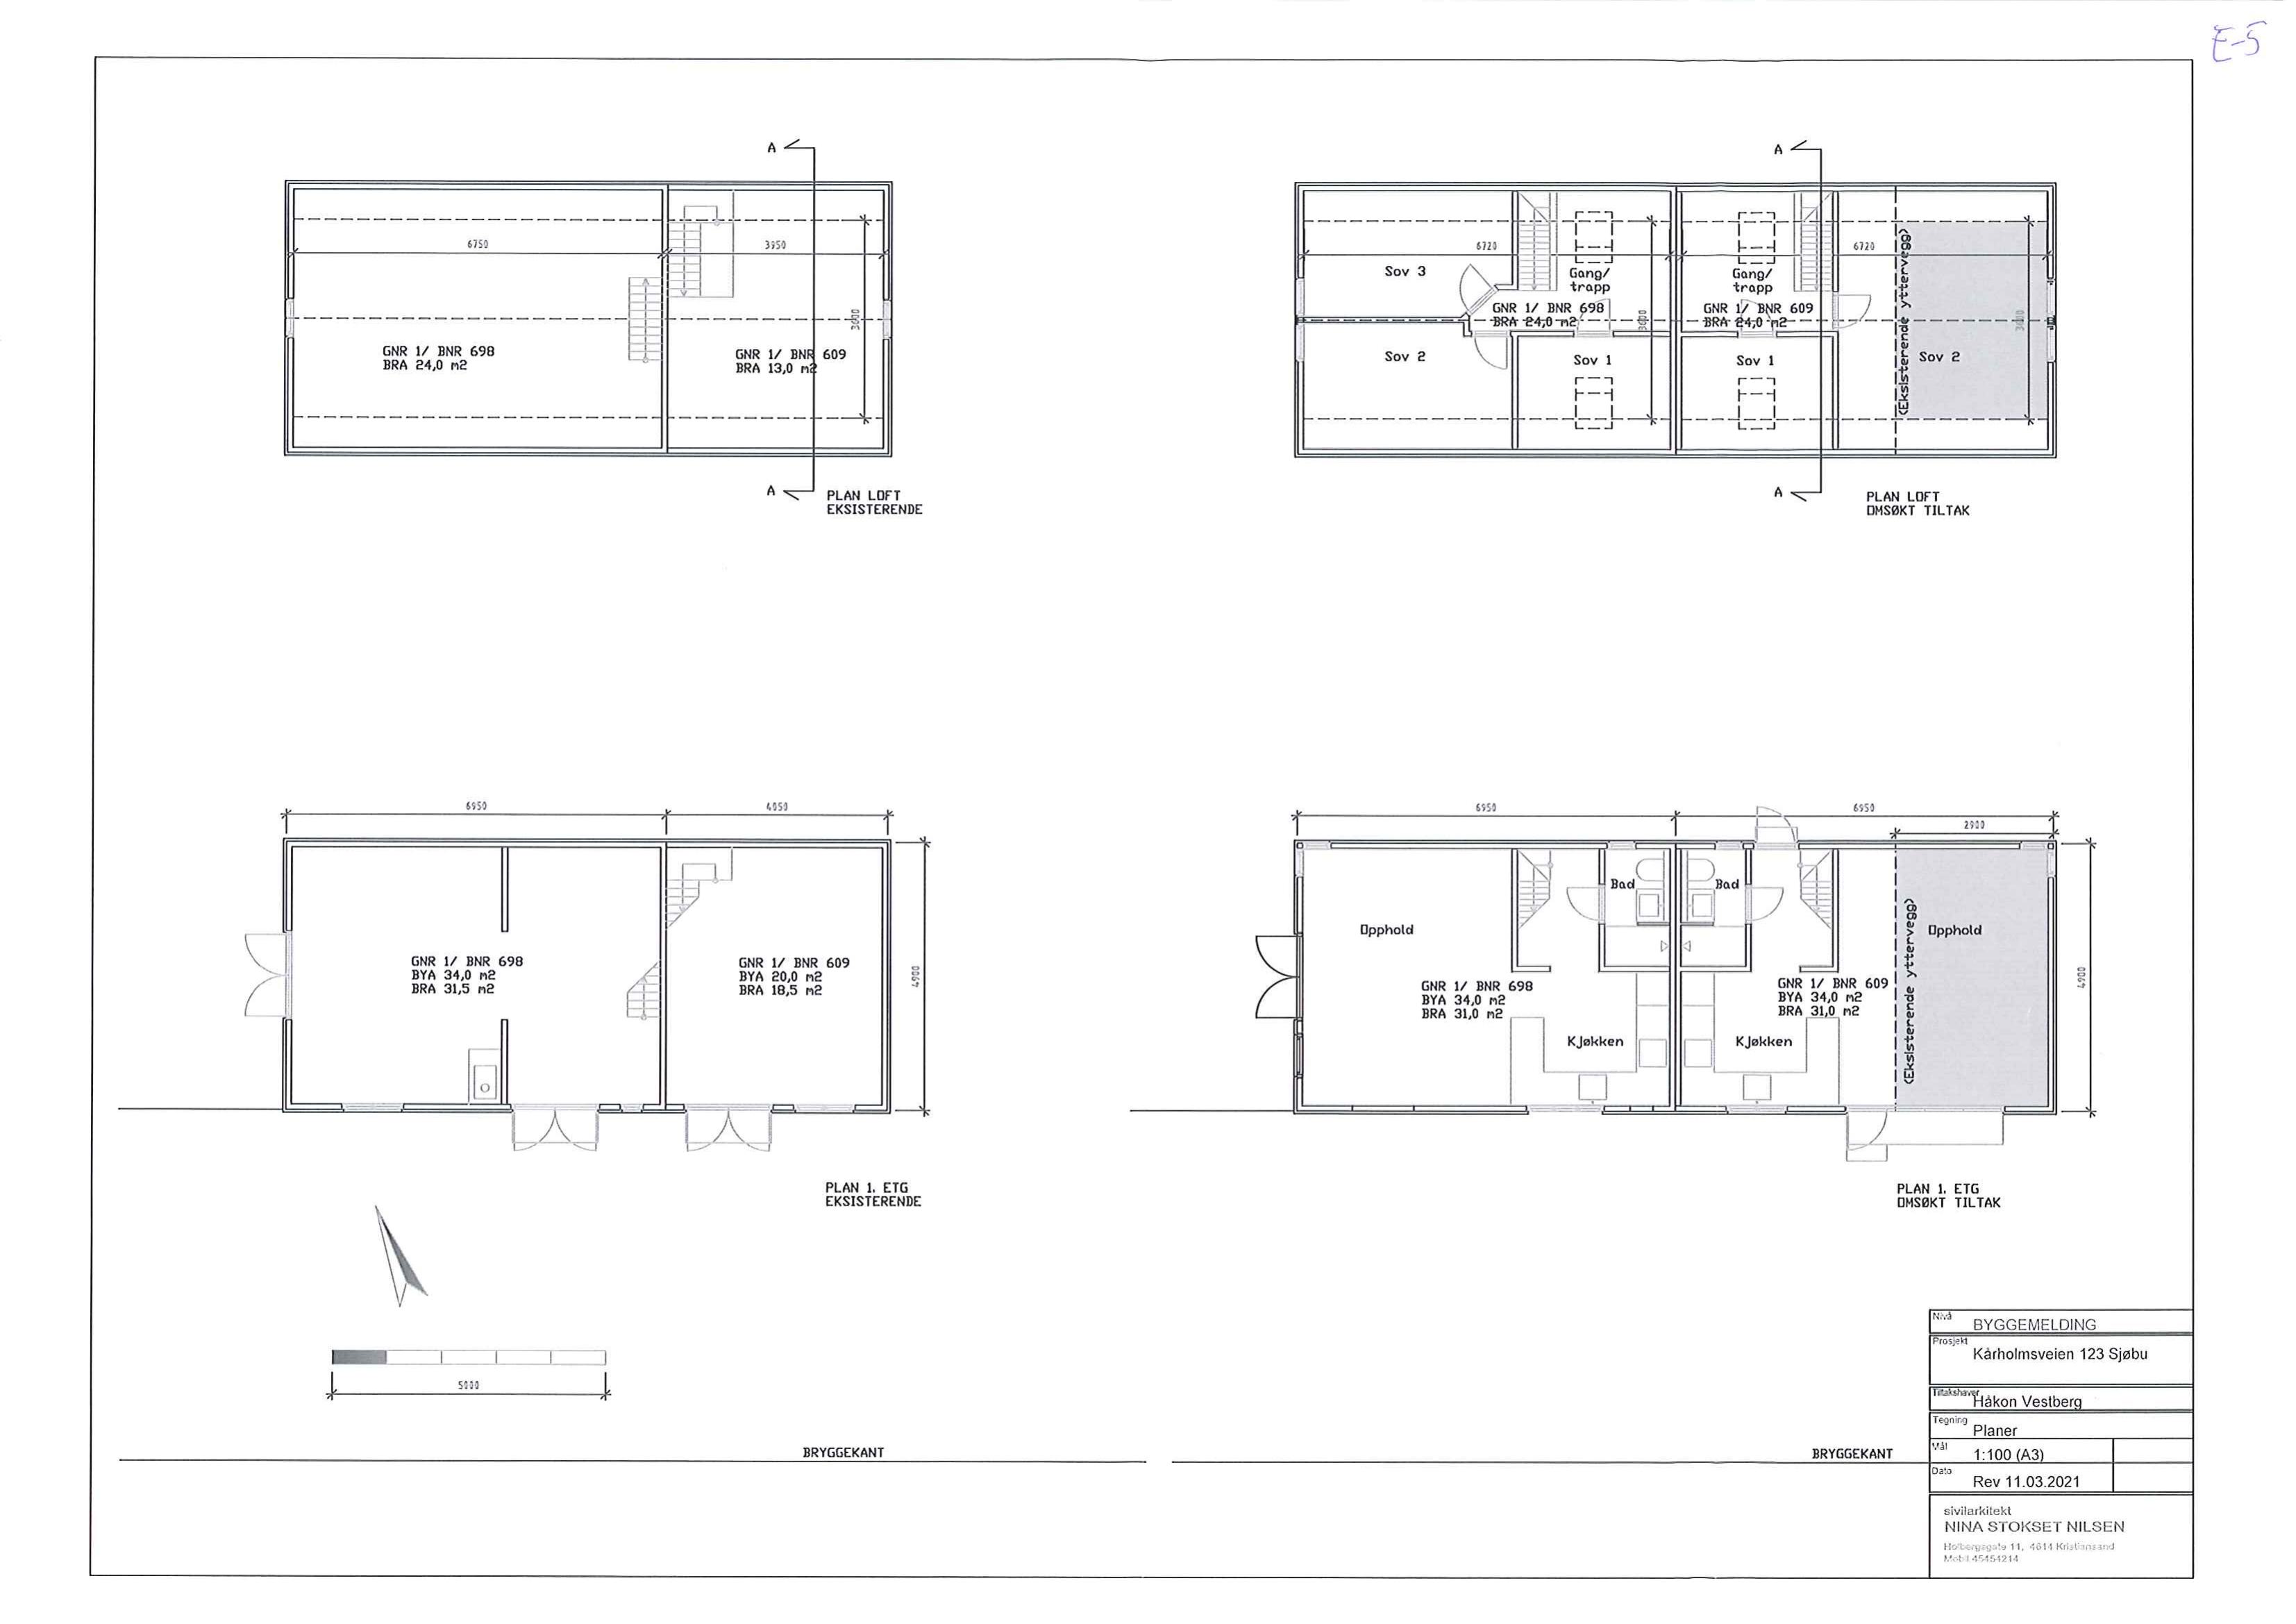 E-5
A
6750
3950
3600
GNR 1/ BNR 698
BRA 24,0 m2
GNR 1/ BNR 609
BRA 13,0 m2
A
PLAN LOFT
EKSISTERENDE
A
6720
6720
Sov 3
Gang/
trapp
Gang/
trapp
GNR 1/ BNR 698
BRA 24,0 m2
GNR 1/ BNR 609
BRA 24,0 m2
3600
3600
(Eksisterende yttervegg)
Sov 2
Sov 1
Sov 1
Sov 2
A
PLAN LOFT
OMSØKT TILTAK
6950
4050
4900
GNR 1/ BNR 698
BYA 34,0 m2
BRA 31,5 m2
GNR 1/ BNR 609
BYA 20,0 m2
BRA 18,5 m2
PLAN 1. ETG
EKSISTERENDE
6950
6950
2900
4900
Bad
Bad
Opphold
Opphold
(Eksisterende yttervegg)
GNR 1/ BNR 698
BYA 34,0 m2
BRA 31,0 m2
GNR 1/ BNR 609
BYA 34,0 m2
BRA 31,0 m2
Kjøkken
Kjøkken
PLAN 1. ETG
OMSØKT TILTAK
5000
BRYGGEKANT
BRYGGEKANT
Nivå
BYGGEMELDING
Prosjekt
Kårholmsveien 123 Sjøbu
Tiltakshaver
Håkon Vestberg
Tegning
Planer
Mål
1:100 (A3)
Dato
Rev 11.03.2021
sivilarkitekt
NINA STOKSET NILSEN
Holbergsgate 11, 4614 Kristiansand
Mobil 45454214